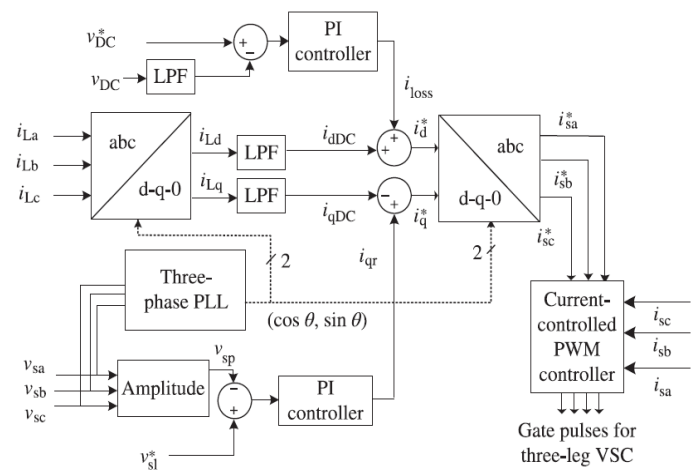 v*DC
+
−
PI
controller
vDC
LPF
iloss
iLa
iLb
iLc
abc
d-q-0
iLd
LPF
idDC
+
+
i*d
iLq
LPF
iqDC
−
+
i*q
abc
d-q-0
i*sa
i*sb
i*sc
2
2
iqr
Three-
phase PLL
(cos θ, sin θ)
Current-
controlled
PWM
controller
isc
isb
isa
vsa
vsb
vsc
Amplitude
vsp
−
+
PI
controller
v*sl
Gate pulses for
three-leg VSC